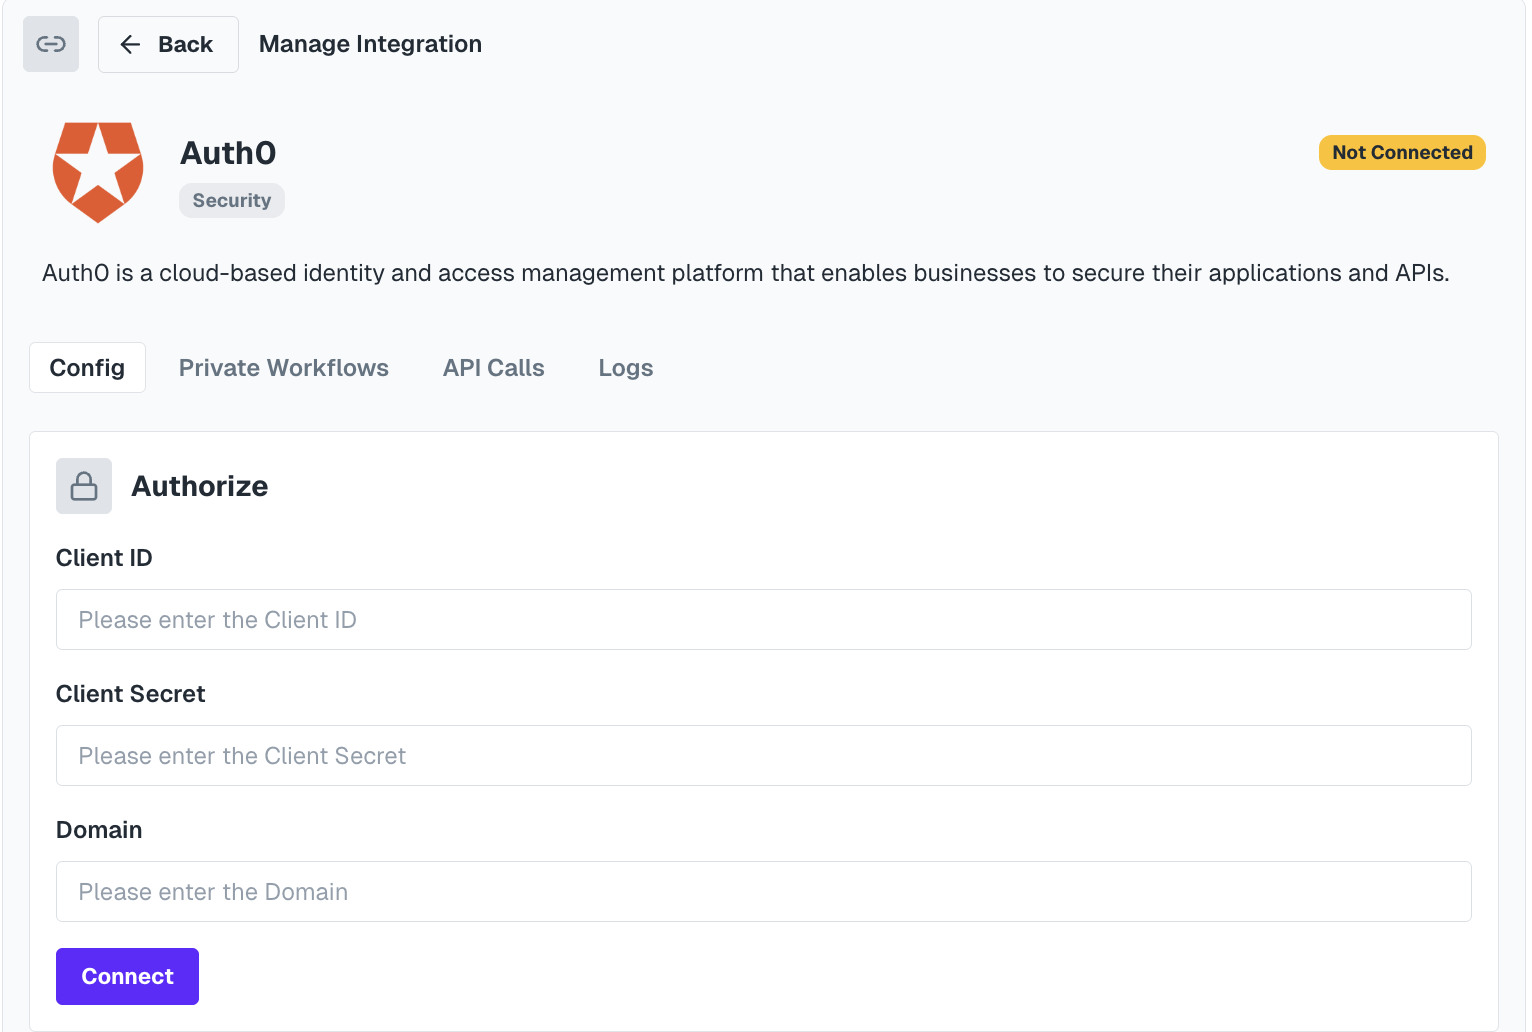 Back Manage Integration
Auth0 Not Connected
Security
Auth0 is a cloud-based identity and access management platform that enables businesses to secure their applications and APIs.
Config Private Workflows API Calls Logs
Authorize
Client ID
Please enter the Client ID
Client Secret
Please enter the Client Secret
Domain
Please enter the Domain
Connect